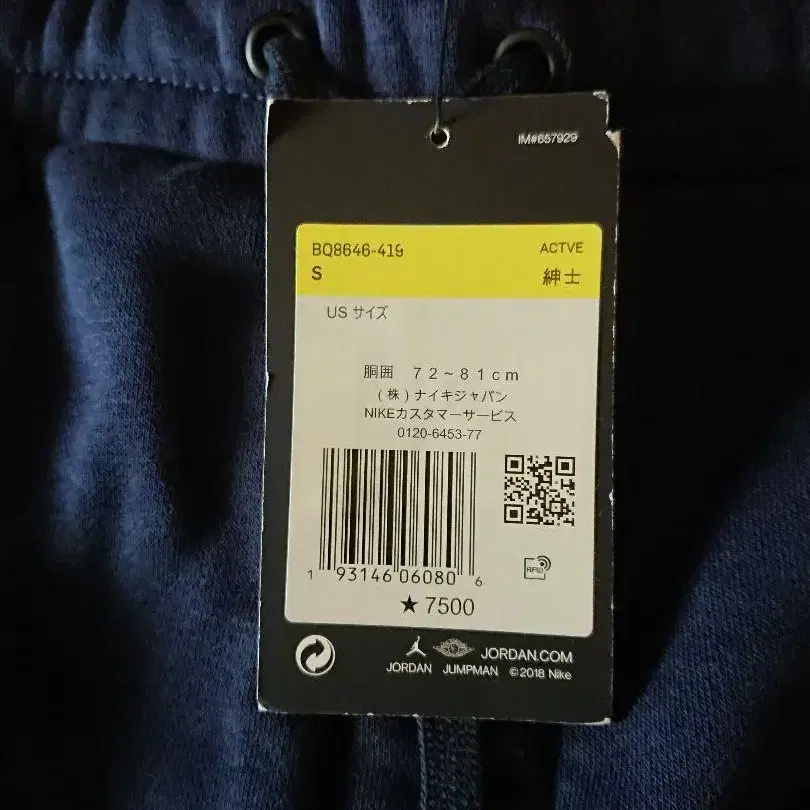 IM#657929
BQ8646-419 ACTVE
S 紳士
US サイズ
胴囲 72~81cm
(株)ナイキジャパン
NIKEカスタマーサービス
0120-6453-77
RFID
1 93146 06080 6
★7500
JORDAN.COM
JORDAN JUMPMAN ©2018 Nike